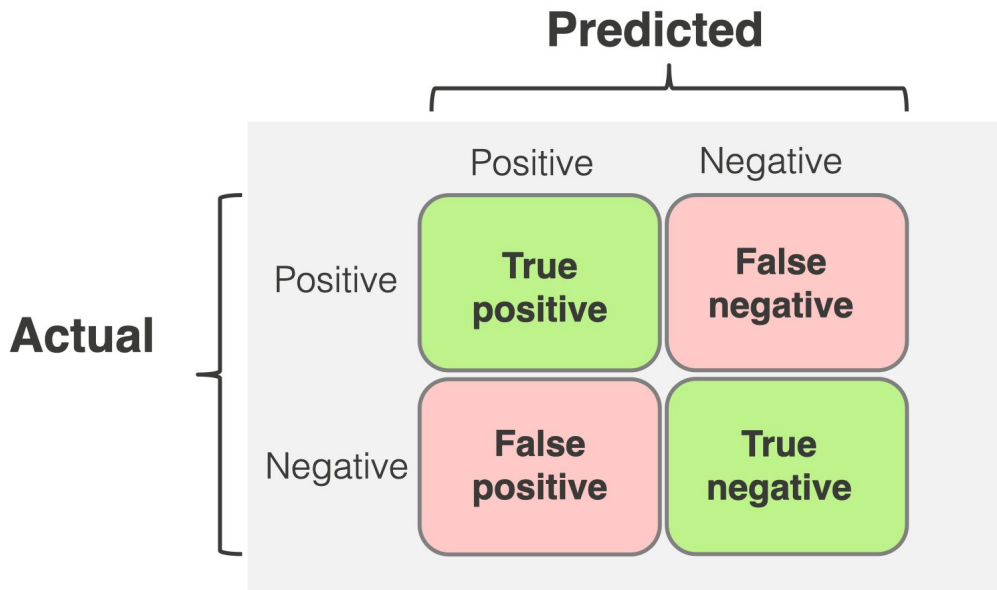 Predicted
Positive Negative
Positive
True
positive
False
negative
Actual
Negative
False
positive
True
negative